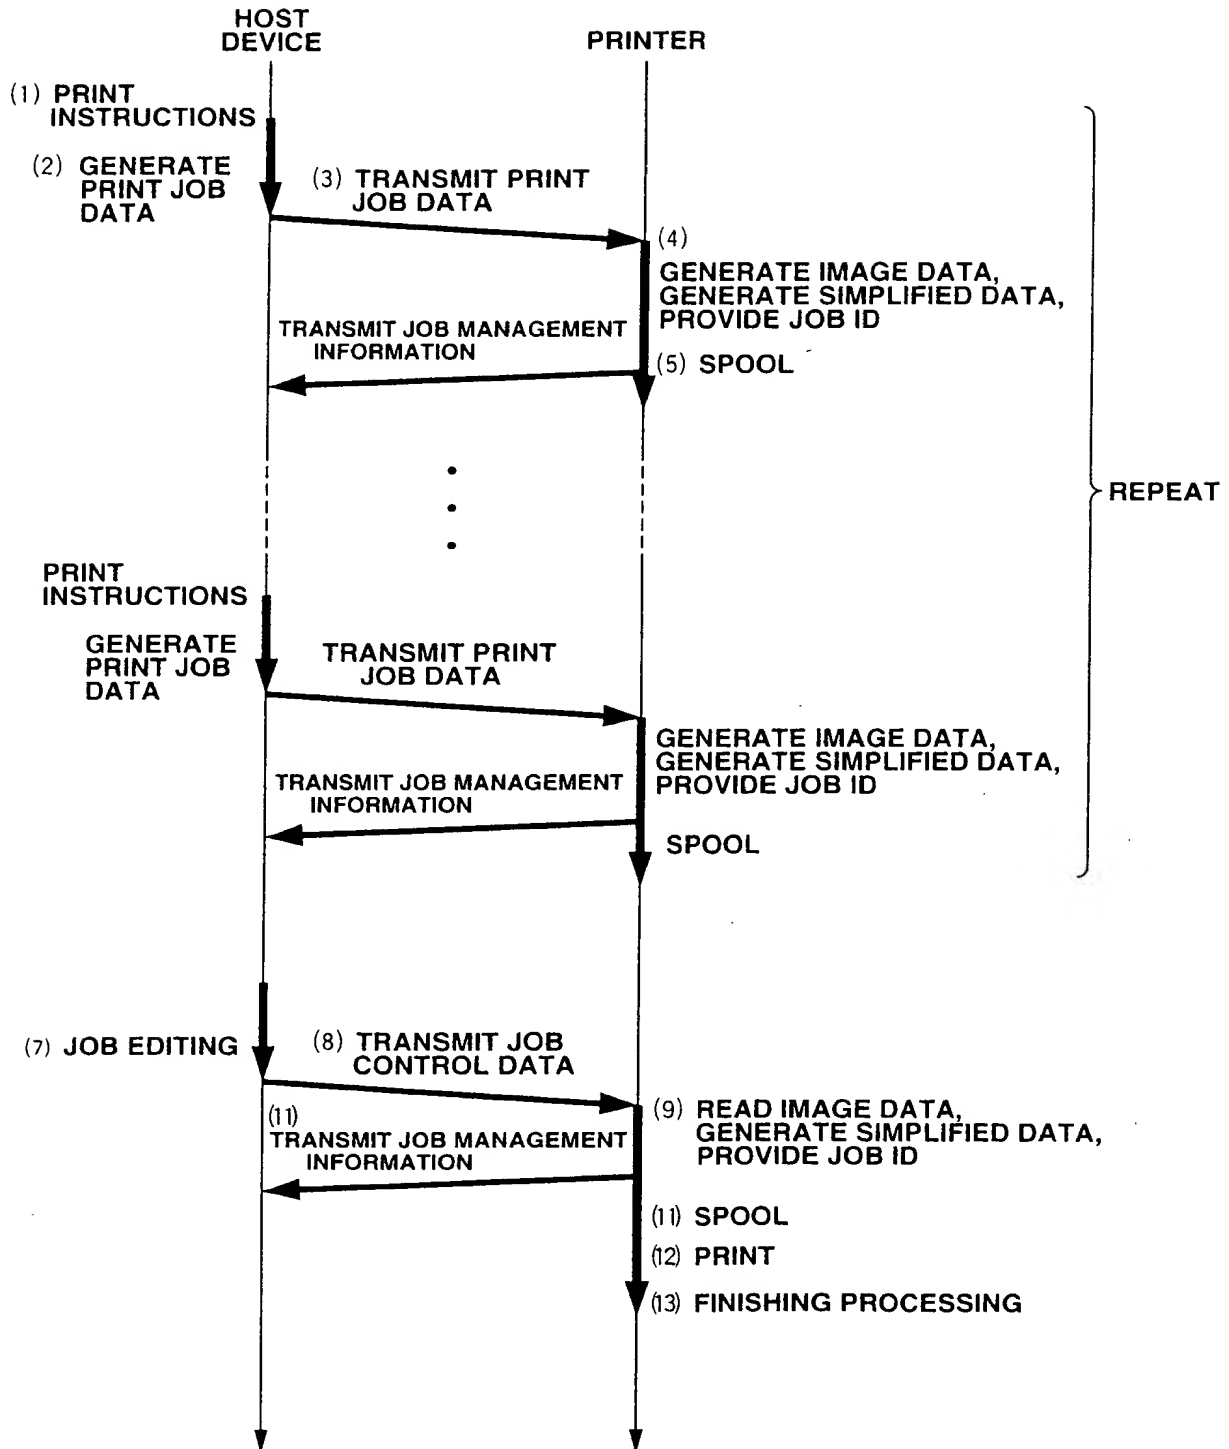 HOST
DEVICE
PRINTER
(1) PRINT
INSTRUCTIONS
(2) GENERATE
PRINT JOB
DATA
(3) TRANSMIT PRINT
JOB DATA
(4)
GENERATE IMAGE DATA,
GENERATE SIMPLIFIED DATA,
PROVIDE JOB ID
TRANSMIT JOB MANAGEMENT
INFORMATION
(5) SPOOL
REPEAT
PRINT
INSTRUCTIONS
GENERATE
PRINT JOB
DATA
TRANSMIT PRINT
JOB DATA
GENERATE IMAGE DATA,
GENERATE SIMPLIFIED DATA,
PROVIDE JOB ID
TRANSMIT JOB MANAGEMENT
INFORMATION
SPOOL
(7) JOB EDITING
(8) TRANSMIT JOB
CONTROL DATA
(9) READ IMAGE DATA,
GENERATE SIMPLIFIED DATA,
PROVIDE JOB ID
(11)
TRANSMIT JOB MANAGEMENT
INFORMATION
(11) SPOOL
(12) PRINT
(13) FINISHING PROCESSING